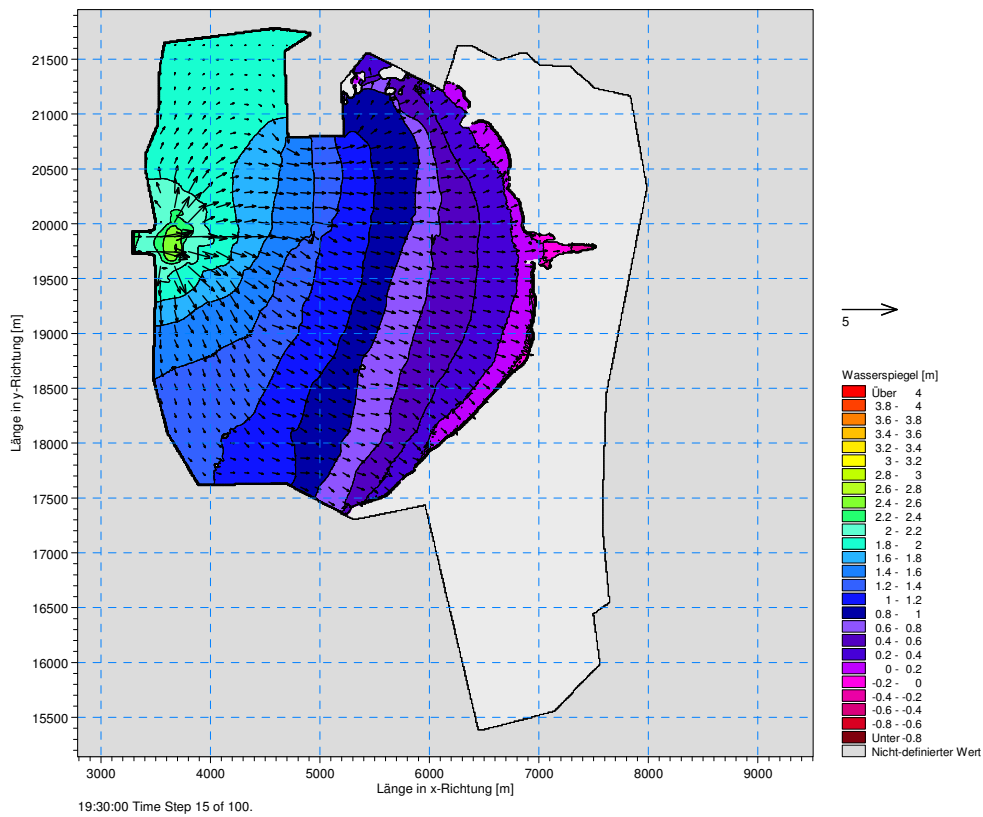 21500
21000
20500
20000
19500
19000
18500
18000
17500
17000
16500
16000
15500
Länge in y-Richtung [m]
3000 4000 5000 6000 7000 8000 9000
Länge in x-Richtung [m]
19:30:00 Time Step 15 of 100.
5
Wasserspiegel [m]
Über 4
3.8 - 4
3.6 - 3.8
3.4 - 3.6
3.2 - 3.4
3 - 3.2
2.8 - 3
2.6 - 2.8
2.4 - 2.6
2.2 - 2.4
2 - 2.2
1.8 - 2
1.6 - 1.8
1.4 - 1.6
1.2 - 1.4
1 - 1.2
0.8 - 1
0.6 - 0.8
0.4 - 0.6
0.2 - 0.4
0 - 0.2
-0.2 - 0
-0.4 - -0.2
-0.6 - -0.4
-0.8 - -0.6
Unter -0.8
Nicht-definierter Wert